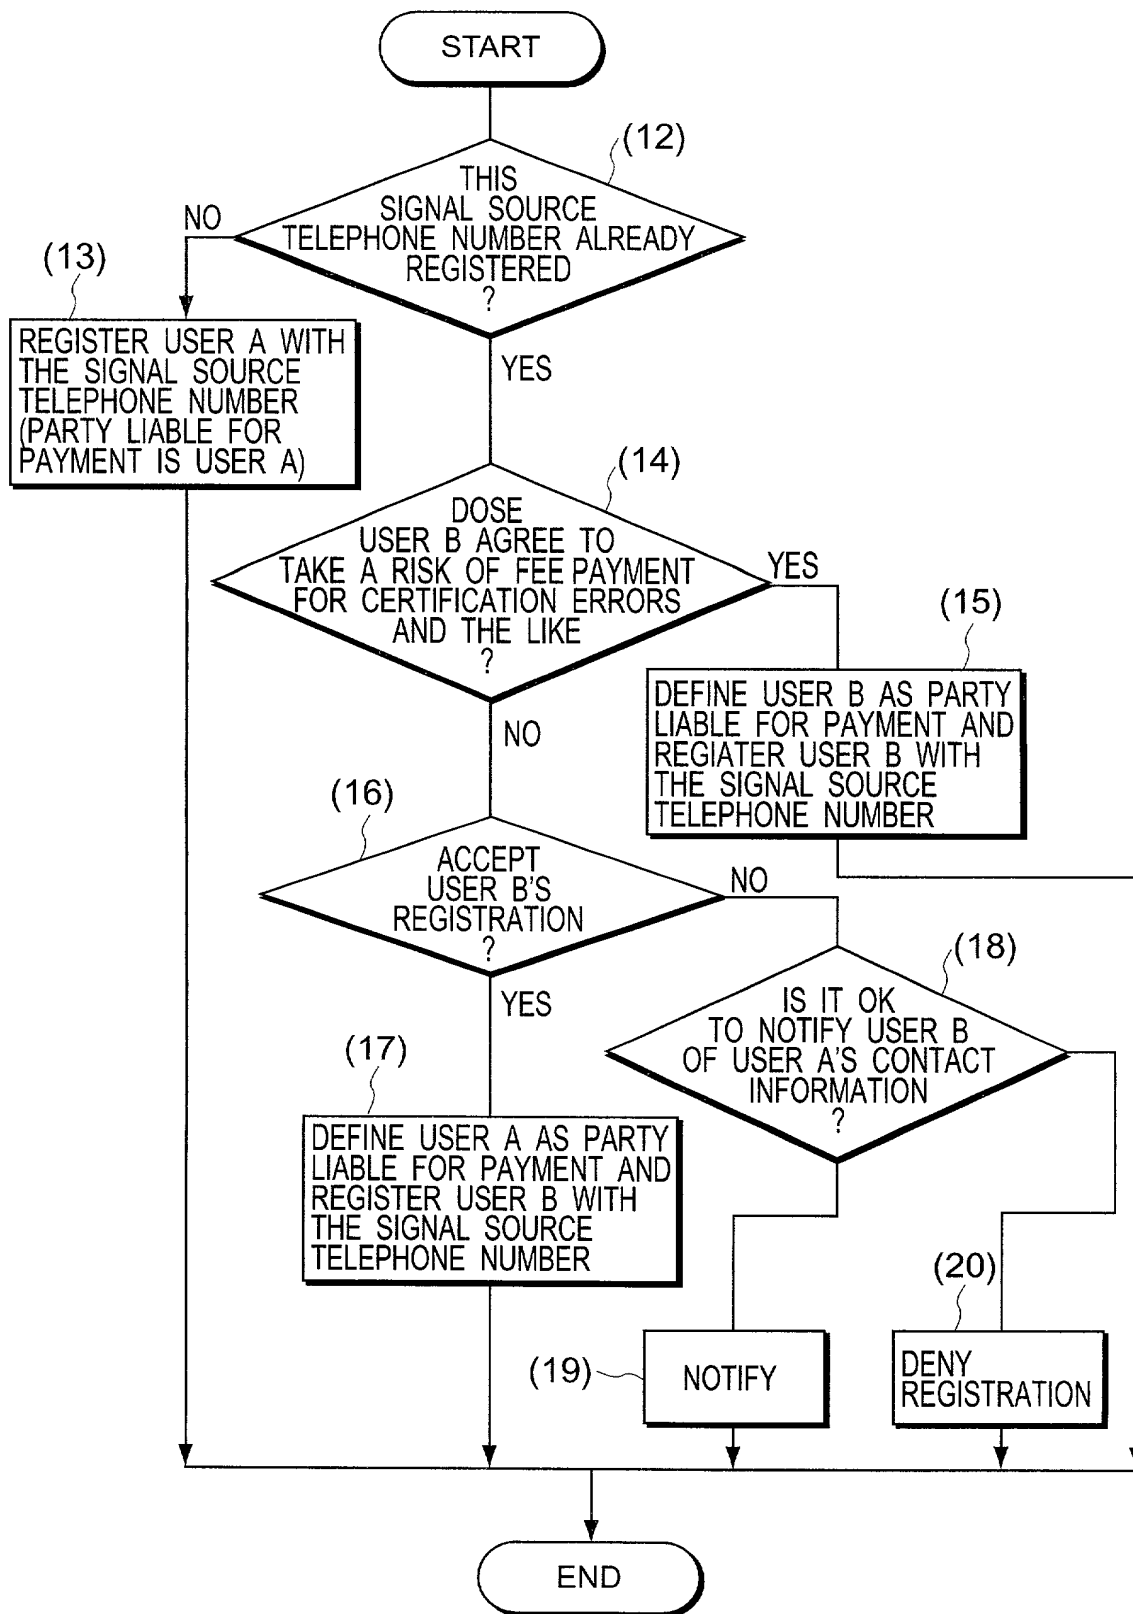 START
(12)
THIS
SIGNAL SOURCE
TELEPHONE NUMBER ALREADY
REGISTERED
?
NO
(13)
REGISTER USER A WITH
THE SIGNAL SOURCE
TELEPHONE NUMBER
(PARTY LIABLE FOR
PAYMENT IS USER A)
YES
(14)
DOSE
USER B AGREE TO
TAKE A RISK OF FEE PAYMENT
FOR CERTIFICATION ERRORS
AND THE LIKE
?
YES
(15)
DEFINE USER B AS PARTY
LIABLE FOR PAYMENT AND
REGIATER USER B WITH
THE SIGNAL SOURCE
TELEPHONE NUMBER
NO
(16)
ACCEPT
USER B'S
REGISTRATION
?
NO
(18)
IS IT OK
TO NOTIFY USER B
OF USER A'S CONTACT
INFORMATION
?
YES
(17)
DEFINE USER A AS PARTY
LIABLE FOR PAYMENT AND
REGISTER USER B WITH
THE SIGNAL SOURCE
TELEPHONE NUMBER
(19)
NOTIFY
(20)
DENY
REGISTRATION
END